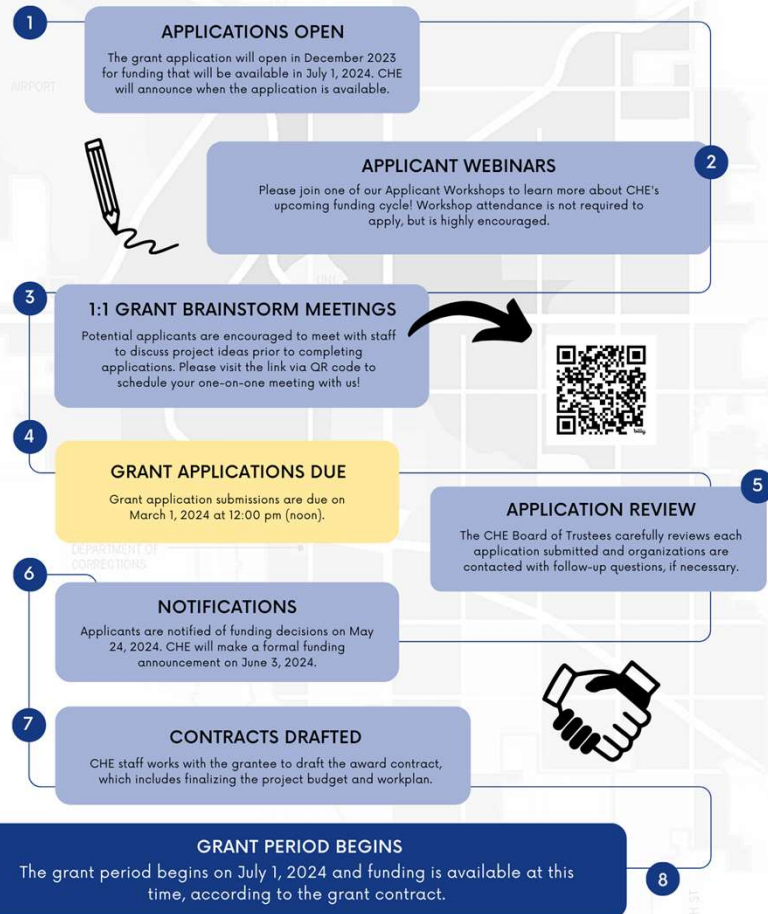 1
APPLICATIONS OPEN
The grant application will open in December 2023
for funding that will be available in July 1, 2024. CHE
will announce when the application is available.
AIRPORT
2
APPLICANT WEBINARS
Please join one of our Applicant Workshops to learn more about CHE's
upcoming funding cycle! Workshop attendance is not required to
apply, but is highly encouraged.
3
1:1 GRANT BRAINSTORM MEETINGS
Potential applicants are encouraged to meet with staff
to discuss project ideas prior to completing
applications. Please visit the link via QR code to
schedule your one-on-one meeting with us!
bitly
4
GRANT APPLICATIONS DUE
Grant application submissions are due on
March 1, 2024 at 12:00 pm (noon).
5
APPLICATION REVIEW
The CHE Board of Trustees carefully reviews each
application submitted and organizations are
contacted with follow-up questions, if necessary.
DEPARTMENT OF
CORRECTIONS
6
NOTIFICATIONS
Applicants are notified of funding decisions on May
24, 2024. CHE will make a formal funding
announcement on June 3, 2024.
7
CONTRACTS DRAFTED
CHE staff works with the grantee to draft the award contract,
which includes finalizing the project budget and workplan.
GRANT PERIOD BEGINS
The grant period begins on July 1, 2024 and funding is available at this
time, according to the grant contract.
8
H ST